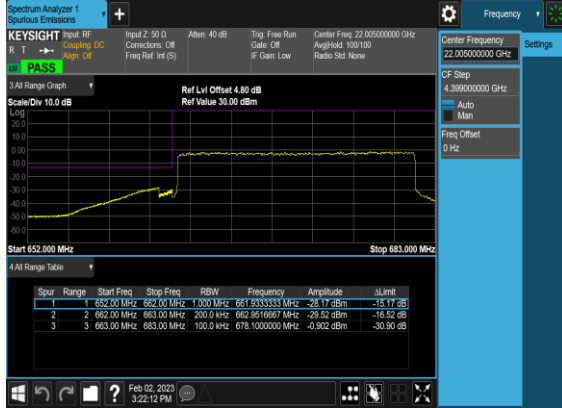 Spectrum Analyzer 1
Spurious Emissions
+
Frequency
KEYSIGHT
R T
LU PASS
Input: RF
Coupling: DC
Align: Off
Input Z: 50 Ω
Corrections: Off
Freq Ref: Int (S)
Atten: 40 dB
Trig: Free Run
Gate: Off
IF Gain: Low
Center Freq: 22.005000000 GHz
Avg|Hold: 100/100
Radio Std: None
Center Frequency
22.005000000 GHz
Settings
CF Step
4.399000000 GHz
Auto
Man
Freq Offset
0 Hz
3 All Range Graph
Scale/Div 10.0 dB
Ref Lvl Offset 4.80 dB
Ref Value 30.00 dBm
Log
20.0
10.0
0.00
-10.0
-20.0
-30.0
-40.0
-50.0
-60.0
Start 652.000 MHz
Stop 683.000 MHz
4 All Range Table
Spur Range Start Freq Stop Freq RBW Frequency Amplitude ΔLimit
1 1 652.00 MHz 662.00 MHz 1.000 MHz 661.9333333 MHz -28.17 dBm -15.17 dB
2 2 662.00 MHz 663.00 MHz 200.0 kHz 662.9516667 MHz -29.52 dBm -16.52 dB
3 3 663.00 MHz 683.00 MHz 100.0 kHz 678.1000000 MHz -0.902 dBm -30.90 dB
?
Feb 02, 2023
3:22:12 PM